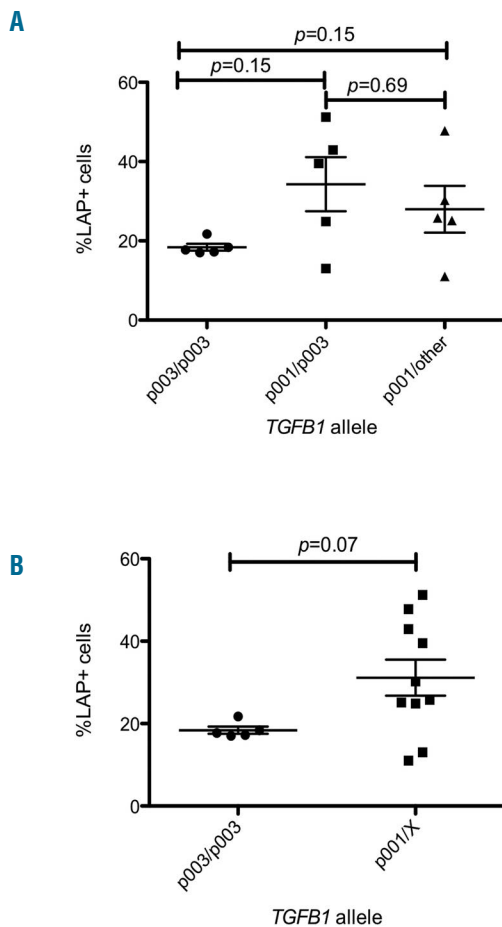 A
p=0.15
p=0.15
p=0.69
%LAP+ cells
60
40
20
0
p003/p003
p001/p003
p001/other
TGFB1 allele
B
p=0.07
%LAP+ cells
60
40
20
0
p003/p003
p001/X
TGFB1 allele